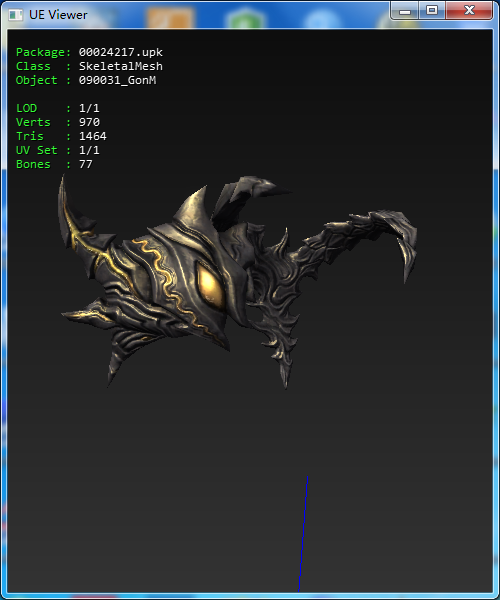 UE Viewer
Package: 00024217.upk
Class : SkeletalMesh
Object : 090031_GonM
LOD : 1/1
Verts : 970
Tris : 1464
UV Set : 1/1
Bones : 77